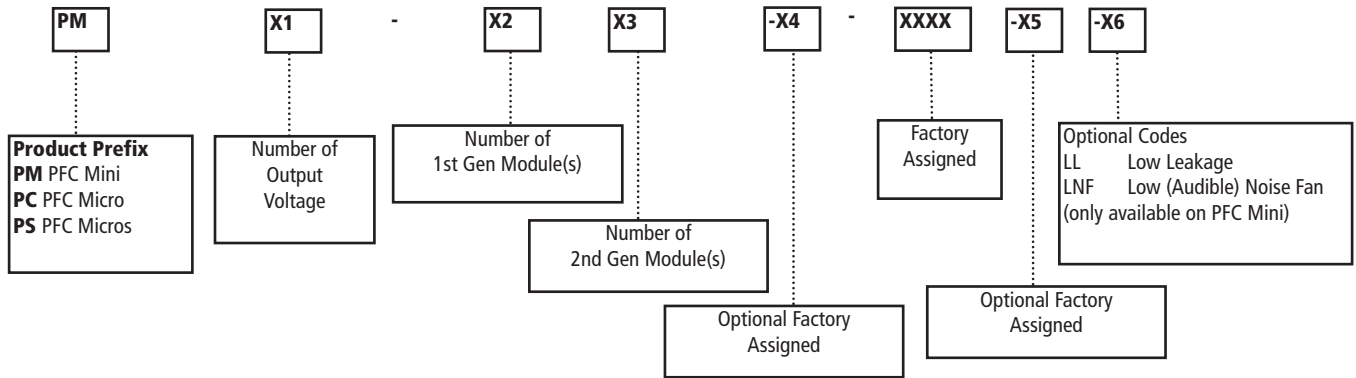 PM X1 - X2 X3 -X4 - XXXX -X5 -X6
Product Prefix
PM PFC Mini
PC PFC Micro
PS PFC Micros
Number of
Output
Voltage
Number of
1st Gen Module(s)
Number of
2nd Gen Module(s)
Optional Factory
Assigned
Factory
Assigned
Optional Factory
Assigned
Optional Codes
LL Low Leakage
LNF Low (Audible) Noise Fan
(only available on PFC Mini)